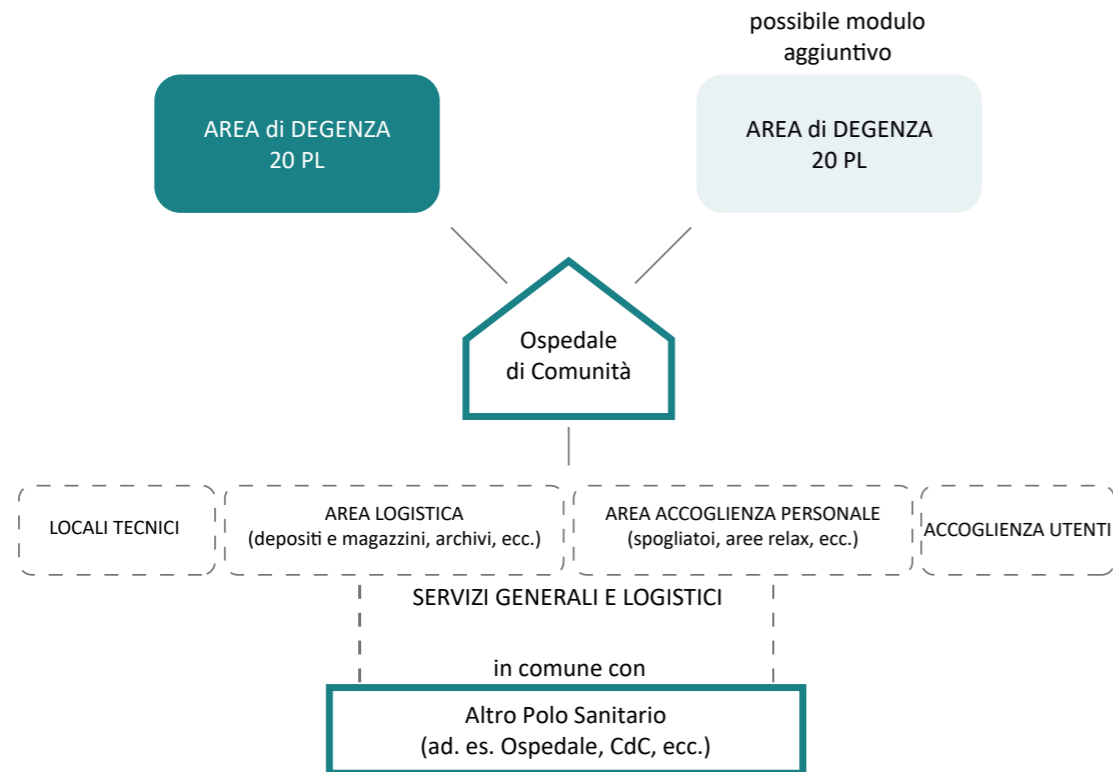 possibile modulo
aggiuntivo
AREA di DEGENZA
20 PL
AREA di DEGENZA
20 PL
Ospedale
di Comunità
LOCALI TECNICI
AREA LOGISTICA
(depositi e magazzini, archivi, ecc.)
AREA ACCOGLIENZA PERSONALE
(spogliatoi, aree relax, ecc.)
ACCOGLIENZA UTENTI
SERVIZI GENERALI E LOGISTICI
in comune con
Altro Polo Sanitario
(ad. es. Ospedale, CdC, ecc.)